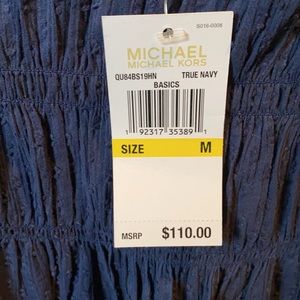 S016-0008
MICHAEL
MICHAEL KORS
QU84BS19HN TRUE NAVY
BASICS
1 92317 35389 1
SIZE M
MSRP $110.00